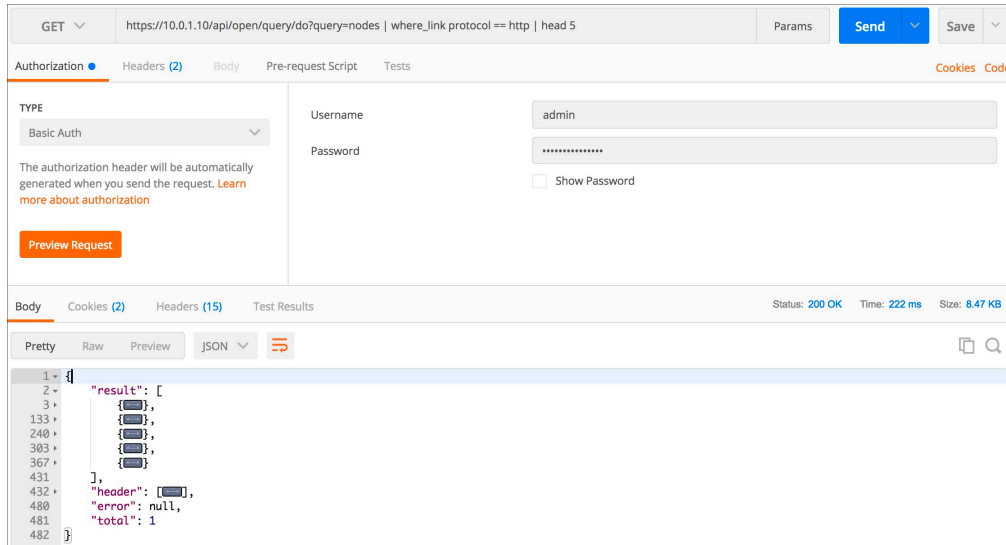 GET https://10.0.1.10/api/open/query/do?query=nodes | where_link protocol == http | head 5 Params Send Save
Authorization Headers (2) Body Pre-request Script Tests Cookies Code
TYPE
Basic Auth
The authorization header will be automatically
generated when you send the request. Learn
more about authorization
Preview Request
Username admin
Password •••••••••••••••
Show Password
Body Cookies (2) Headers (15) Test Results Status: 200 OK Time: 222 ms Size: 8.47 KB
Pretty Raw Preview JSON
1 {
2 "result": [
3 {},
133 {},
240 {},
303 {},
367 {}
431 ],
432 "header": [],
480 "error": null,
481 "total": 1
482 }